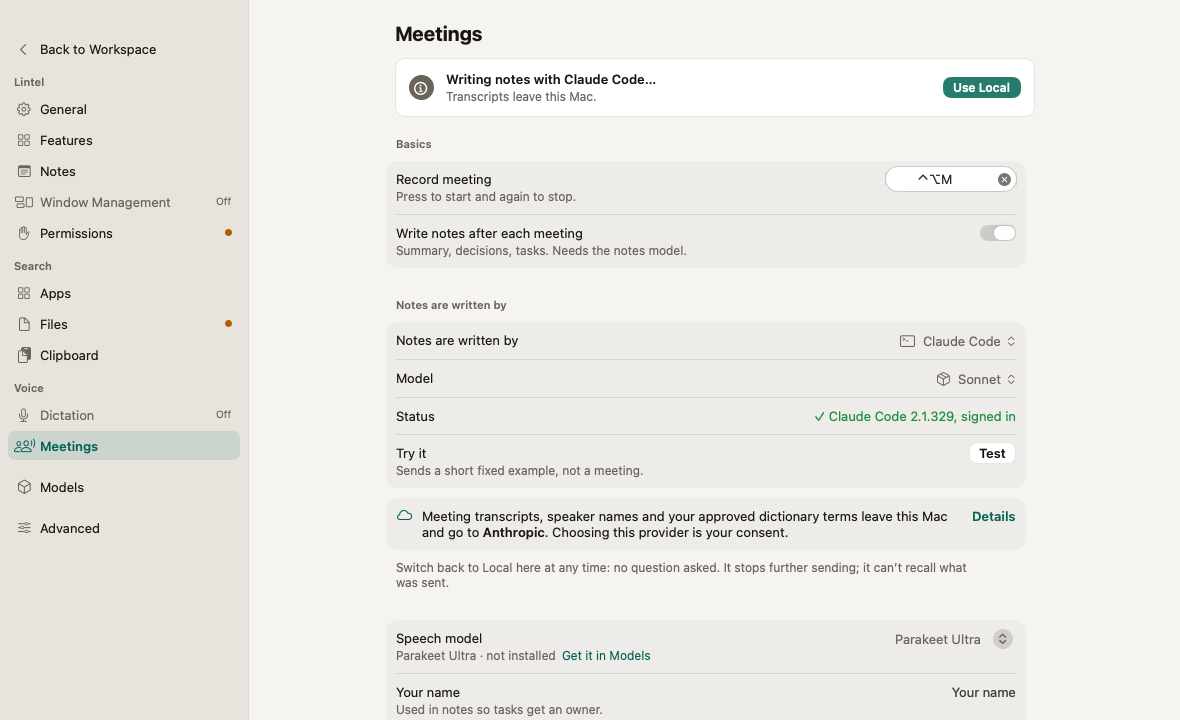 Back to Workspace
Lintel
General
Features
Notes
Window Management Off
Permissions
Search
Apps
Files
Clipboard
Voice
Dictation Off
Meetings
Models
Advanced
Meetings
Writing notes with Claude Code...
Transcripts leave this Mac.
Use Local
Basics
Record meeting
Press to start and again to stop.
⌃⌥M
Write notes after each meeting
Summary, decisions, tasks. Needs the notes model.
Notes are written by
Notes are written by Claude Code
Model Sonnet
Status ✓ Claude Code 2.1.329, signed in
Try it
Sends a short fixed example, not a meeting.
Test
Meeting transcripts, speaker names and your approved dictionary terms leave this Mac
and go to Anthropic. Choosing this provider is your consent.
Details
Switch back to Local here at any time: no question asked. It stops further sending; it can’t recall what
was sent.
Speech model
Parakeet Ultra · not installed Get it in Models
Parakeet Ultra
Your name
Used in notes so tasks get an owner.
Your name